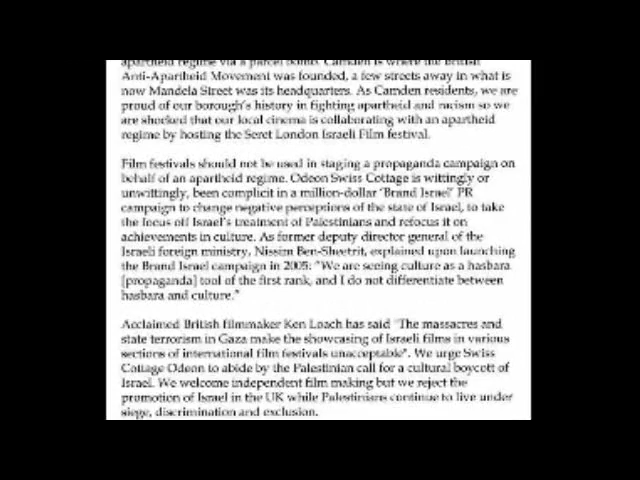 apartheid regime via a parcel bomb. Camden is where the British
Anti-Apartheid Movement was founded, a few streets away in what is
now Mandela Street was its headquarters. As Camden residents, we are
proud of our borough's history in fighting apartheid and racism so we
are shocked that our local cinema is collaborating with an apartheid
regime by hosting the Seret London Israeli Film festival.
Film festivals should not be used in staging a propaganda campaign on
behalf of an apartheid regime. Odeon Swiss Cottage is wittingly or
unwittingly, been complicit in a million-dollar 'Brand Israel' PR
campaign to change negative perceptions of the state of Israel, to take
the focus off Israel's treatment of Palestinians and refocus it on
achievements in culture. As former deputy director general of the
Israeli foreign ministry, Nissim Ben-Sheetrit, explained upon launching
the Brand Israel campaign in 2005: "We are seeing culture as a hasbara
[propaganda] tool of the first rank, and I do not differentiate between
hasbara and culture."
Acclaimed British filmmaker Ken Loach has said "The massacres and
state terrorism in Gaza make the showcasing of Israeli films in various
sections of international film festivals unacceptable". We urge Swiss
Cottage Odeon to abide by the Palestinian call for a cultural boycott of
Israel. We welcome independent film making but we reject the
promotion of Israel in the UK while Palestinians continue to live under
siege, discrimination and exclusion.